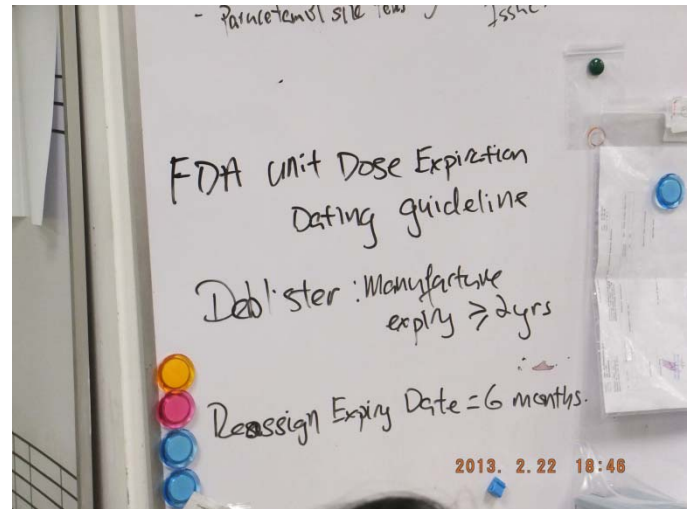 - Paracetamol
FDA unit Dose Expiration
Dating guideline
Deblister : Manufacture
expiry ≥ 2yrs
Reassign Expiry Date = 6 months.
2013. 2.22 18:46